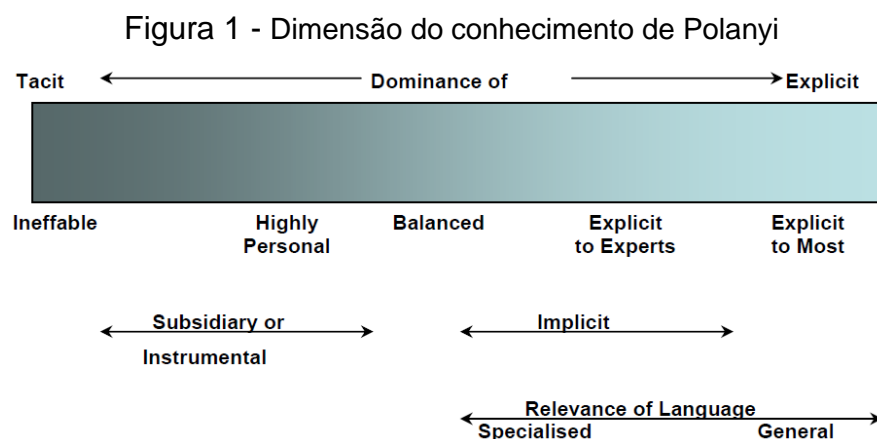 Figura 1 - Dimensão do conhecimento de Polanyi
Tacit Dominance of Explicit
Ineffable Highly Balanced Explicit Explicit
Personal to Experts to Most
Subsidiary or Implicit
Instrumental
Relevance of Language
Specialised General